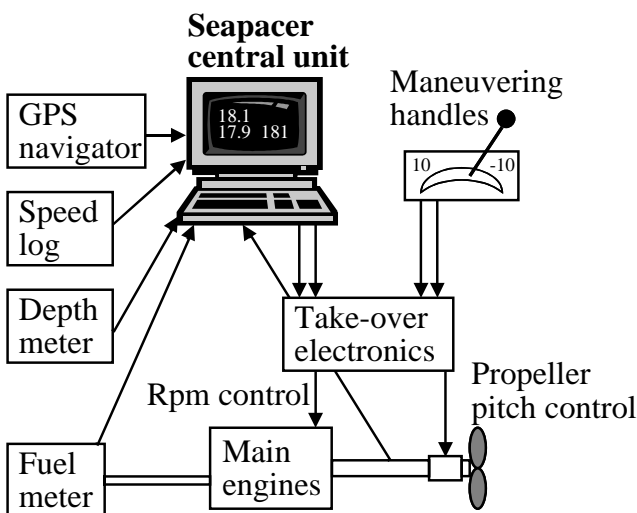 Seapacer
central unit
Maneuvering
handles
GPS
navigator
18.1
17.9 181
10 -10
Speed
log
Depth
meter
Take-over
electronics
Rpm control
Propeller
pitch control
Fuel
meter
Main
engines